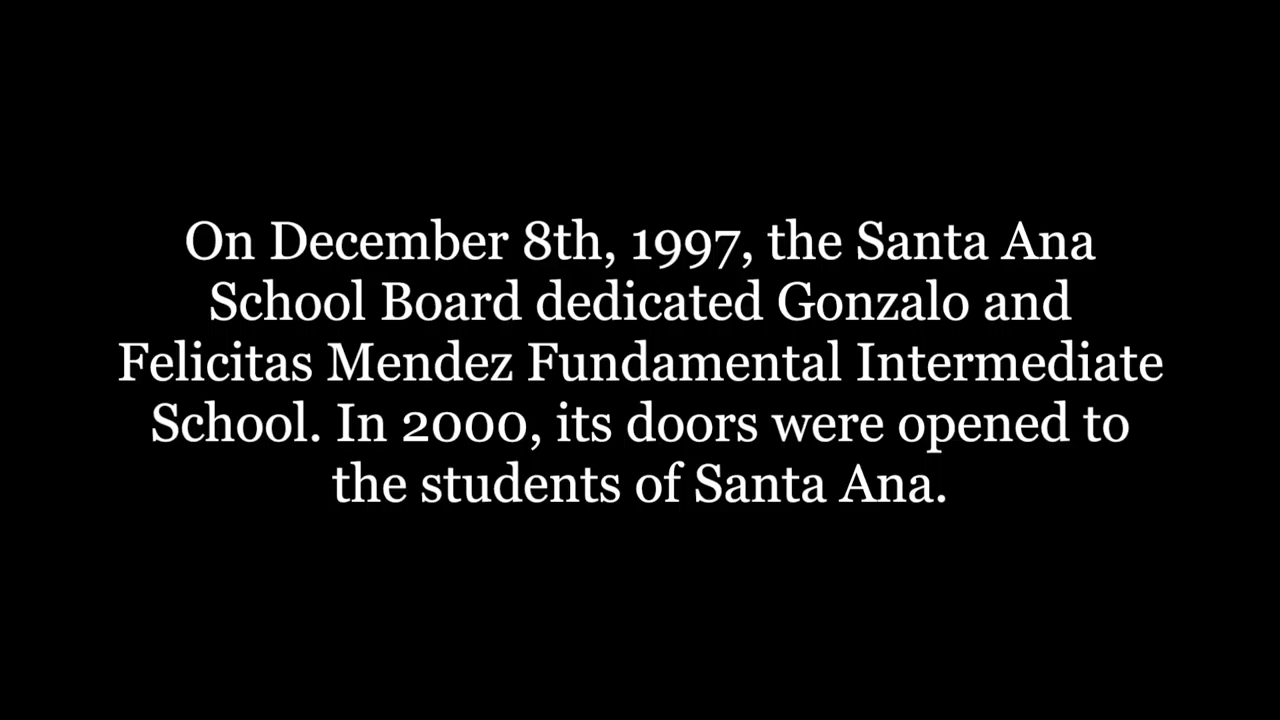 On December 8th, 1997, the Santa Ana
School Board dedicated Gonzalo and
Felicitas Mendez Fundamental Intermediate
School. In 2000, its doors were opened to
the students of Santa Ana.